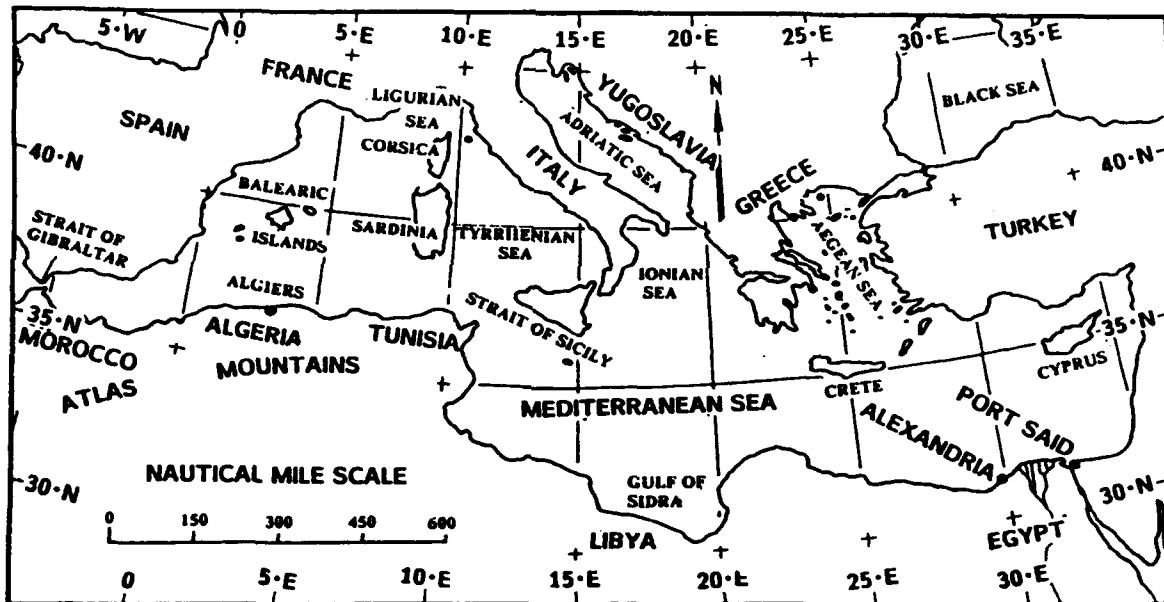 5·W
0
5·E
10·E
15·E
20·E
25·E
30·E
35·E
FRANCE
LIGURIAN
SEA
CORSICA
YUGOSLAVIA
N
BLACK SEA
SPAIN
ADRIATIC SEA
ITALY
40·N
40·N
GREECE
BALEARIC
ISLANDS
SARDINIA
TYRRHENIAN
SEA
AEGEAN SEA
TURKEY
STRAIT OF
GIBRALTAR
IONIAN
SEA
ALGIERS
STRAIT OF SICILY
35·N
35·N
MOROCCO
ALGERIA
TUNISIA
ATLAS
MOUNTAINS
CYPRUS
CRETE
MEDITERRANEAN SEA
ALEXANDRIA
PORT SAID
NAUTICAL MILE SCALE
30·N
30·N
GULF OF
SIDRA
0
150
300
450
600
LIBYA
EGYPT
0
5·E
10·E
15·E
20·E
25·E
30·E